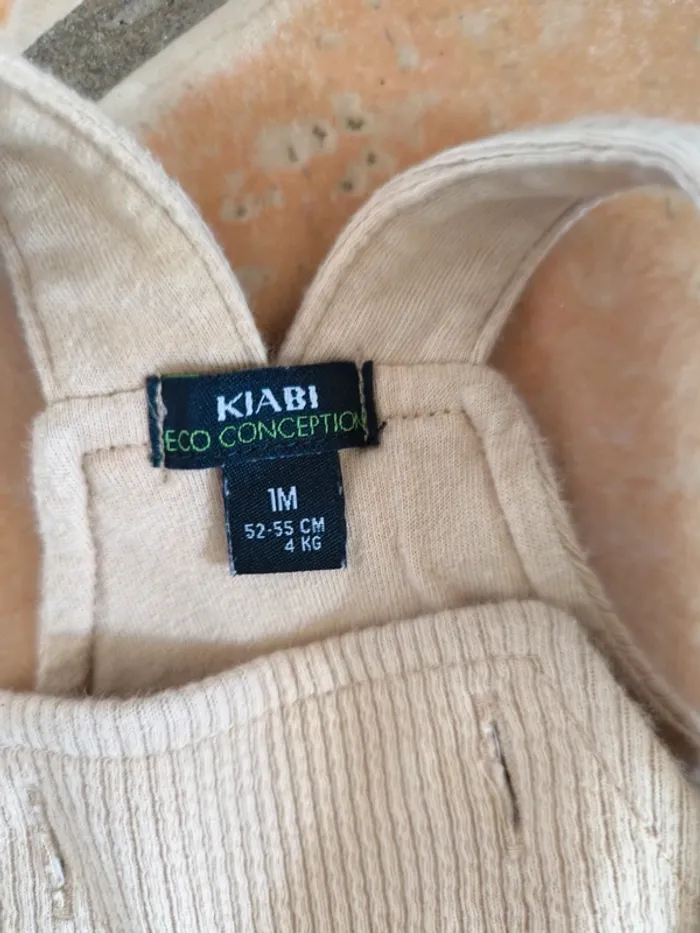 KIABI
ECO CONCEPTION
1M
52-55 CM
4 KG